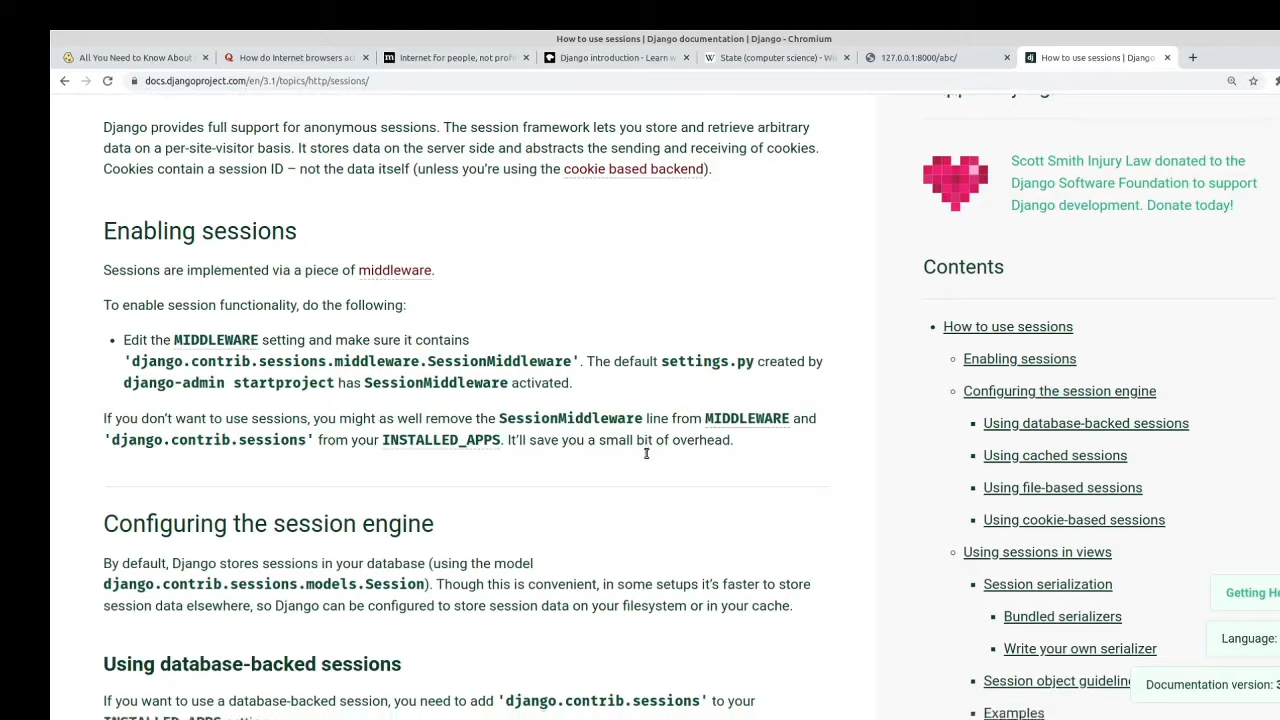 How to use sessions | Django documentation | Django - Chromium
All You Need to Know About
How do Internet browsers ac
Internet for people, not prof
Django introduction - Learn w
State (computer science) - Wi
127.0.0.1:8000/abc/
How to use sessions | Django
docs.djangoproject.com/en/3.1/topics/http/sessions/
Django provides full support for anonymous sessions. The session framework lets you store and retrieve arbitrary
data on a per-site-visitor basis. It stores data on the server side and abstracts the sending and receiving of cookies.
Cookies contain a session ID – not the data itself (unless you're using the cookie based backend).
Enabling sessions
Sessions are implemented via a piece of middleware.
To enable session functionality, do the following:
• Edit the MIDDLEWARE setting and make sure it contains
'django.contrib.sessions.middleware.SessionMiddleware'. The default settings.py created by
django-admin startproject has SessionMiddleware activated.
If you don't want to use sessions, you might as well remove the SessionMiddleware line from MIDDLEWARE and
'django.contrib.sessions' from your INSTALLED_APPS. It'll save you a small bit of overhead.
Configuring the session engine
By default, Django stores sessions in your database (using the model
django.contrib.sessions.models.Session). Though this is convenient, in some setups it's faster to store
session data elsewhere, so Django can be configured to store session data on your filesystem or in your cache.
Using database-backed sessions
If you want to use a database-backed session, you need to add 'django.contrib.sessions' to your
INSTALLED_APPS setting.
Scott Smith Injury Law donated to the
Django Software Foundation to support
Django development. Donate today!
Contents
How to use sessions
Enabling sessions
Configuring the session engine
Using database-backed sessions
Using cached sessions
Using file-based sessions
Using cookie-based sessions
Using sessions in views
Session serialization
Bundled serializers
Write your own serializer
Session object guidelin
Examples
Getting He
Language:
Documentation version: 3